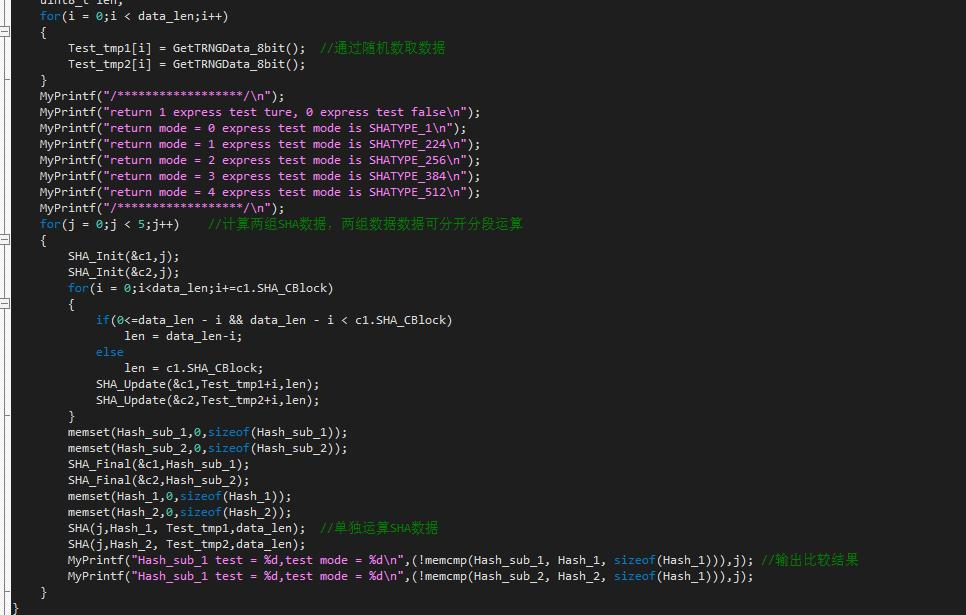 uint8_t len;
for(i = 0;i < data_len;i++)
{
Test_tmp1[i] = GetTRNGData_8bit();  //通过随机数取数据
Test_tmp2[i] = GetTRNGData_8bit();
}
MyPrintf("/******************/\n");
MyPrintf("return 1 express test ture, 0 express test false\n");
MyPrintf("return mode = 0 express test mode is SHATYPE_1\n");
MyPrintf("return mode = 1 express test mode is SHATYPE_224\n");
MyPrintf("return mode = 2 express test mode is SHATYPE_256\n");
MyPrintf("return mode = 3 express test mode is SHATYPE_384\n");
MyPrintf("return mode = 4 express test mode is SHATYPE_512\n");
MyPrintf("/******************/\n");
for(j = 0;j < 5;j++)    //计算两组SHA数据, 两组数据数据可分开分段运算
{
SHA_Init(&c1,j);
SHA_Init(&c2,j);
for(i = 0;i<data_len;i+=c1.SHA_CBlock)
{
if(0<=data_len - i && data_len - i < c1.SHA_CBlock)
len = data_len-i;
else
len = c1.SHA_CBlock;
SHA_Update(&c1,Test_tmp1+i,len);
SHA_Update(&c2,Test_tmp2+i,len);
}
memset(Hash_sub_1,0,sizeof(Hash_sub_1));
memset(Hash_sub_2,0,sizeof(Hash_sub_2));
SHA_Final(&c1,Hash_sub_1);
SHA_Final(&c2,Hash_sub_2);
memset(Hash_1,0,sizeof(Hash_1));
memset(Hash_2,0,sizeof(Hash_2));
SHA(j,Hash_1, Test_tmp1,data_len);  //单独运算SHA数据
SHA(j,Hash_2, Test_tmp2,data_len);
MyPrintf("Hash_sub_1 test = %d,test mode = %d\n",(!memcmp(Hash_sub_1, Hash_1, sizeof(Hash_1))),j); //输出比较结果
MyPrintf("Hash_sub_1 test = %d,test mode = %d\n",(!memcmp(Hash_sub_2, Hash_2, sizeof(Hash_1))),j);
}
}